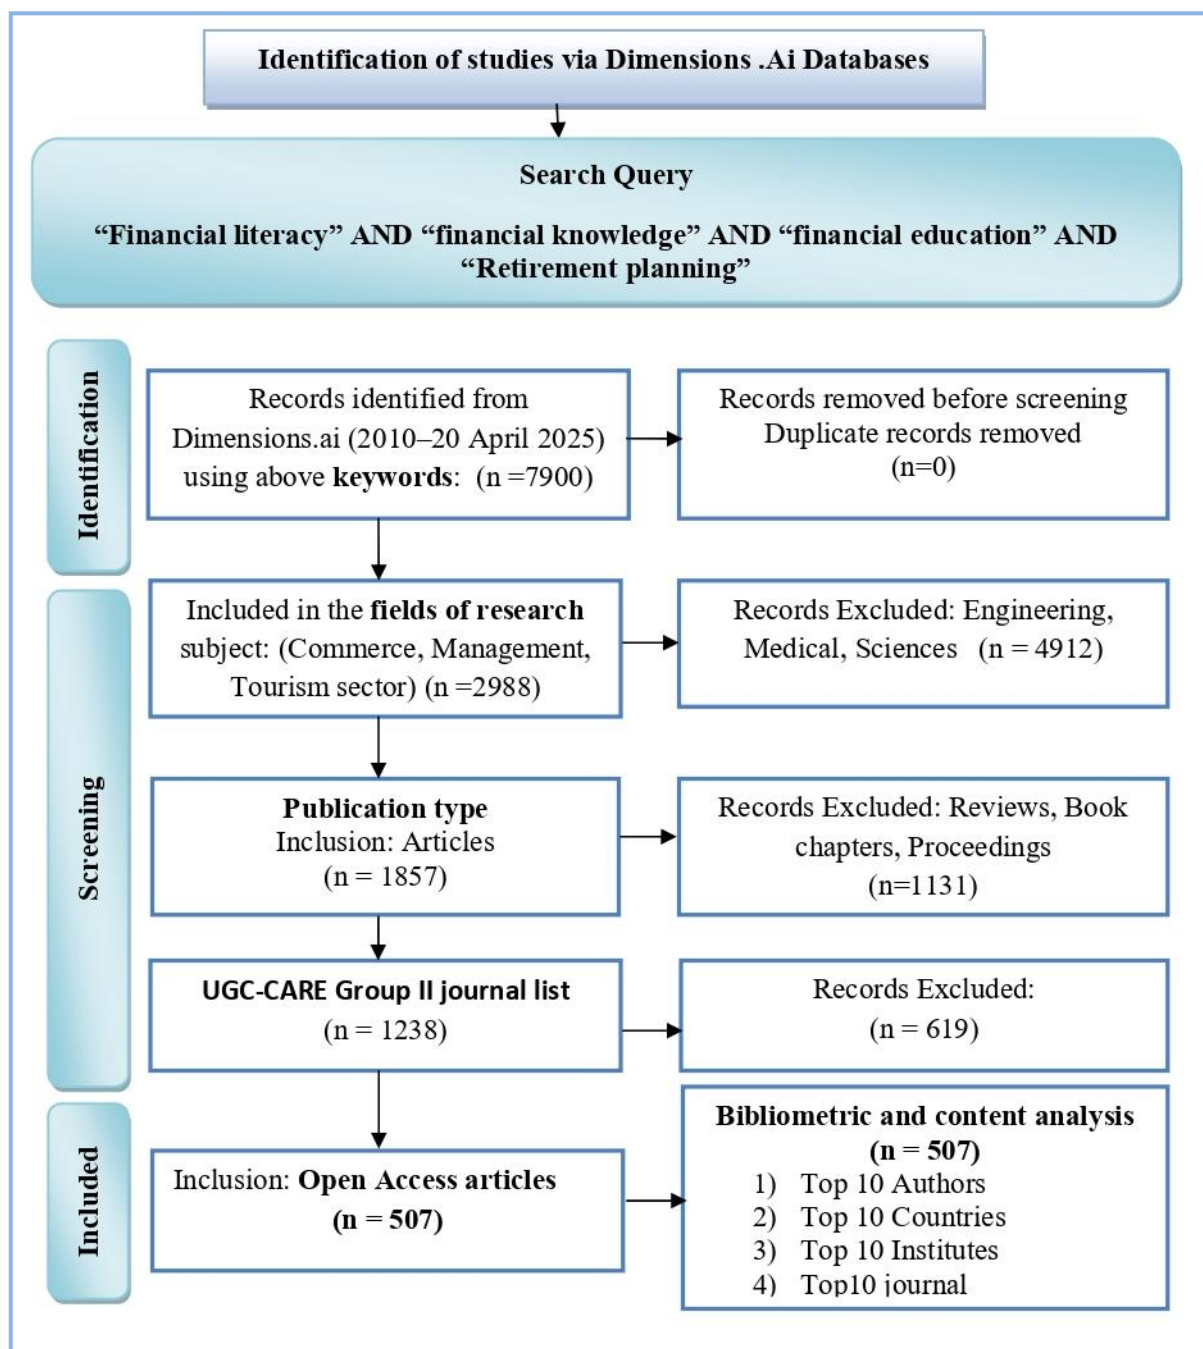 Identification of studies via Dimensions .Ai Databases
Search Query
“Financial literacy” AND “financial knowledge” AND “financial education” AND
“Retirement planning”
Identification
Records identified from
Dimensions.ai (2010–20 April 2025)
using above keywords: (n =7900)
Records removed before screening
Duplicate records removed
(n=0)
Screening
Included in the fields of research
subject: (Commerce, Management,
Tourism sector) (n =2988)
Records Excluded: Engineering,
Medical, Sciences (n = 4912)
Publication type
Inclusion: Articles
(n = 1857)
Records Excluded: Reviews, Book
chapters, Proceedings
(n=1131)
UGC-CARE Group II journal list
(n = 1238)
Records Excluded:
(n = 619)
Included
Inclusion: Open Access articles
(n = 507)
Bibliometric and content analysis
(n = 507)
1) Top 10 Authors
2) Top 10 Countries
3) Top 10 Institutes
4) Top10 journal